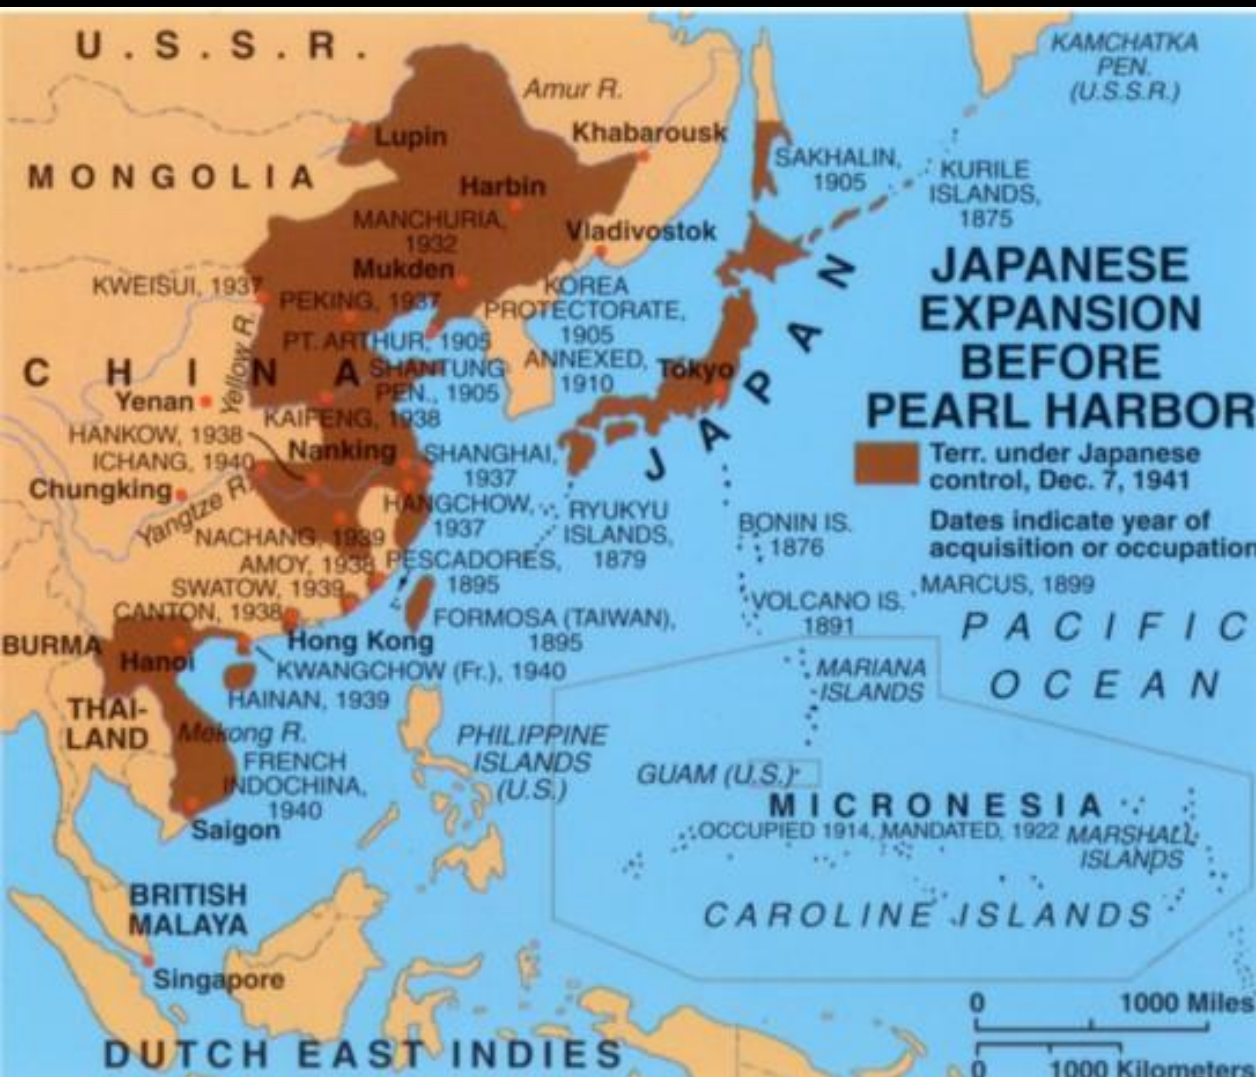 U.S.S.R.
KAMCHATKA
PEN.
(U.S.S.R.)
Amur R.
Lupin
Khabarousk
MONGOLIA
SAKHALIN,
1905
KURILE
ISLANDS,
1875
Harbin
MANCHURIA,
1932
Vladivostok
Mukden
KWEISUI, 1937
PEKING, 1937
KOREA
PROTECTORATE,
1905
ANNEXED,
1910
PT. ARTHUR, 1905
SHANTUNG
PEN., 1905
JAPANESE
EXPANSION
BEFORE
PEARL HARBOR
Terr. under Japanese
control, Dec. 7, 1941
Dates indicate year of
acquisition or occupation
CHINA
Yellow R.
Tokyo
JAPAN
Yenan
KAIFENG, 1938
HANKOW, 1938
Nanking
ICHANG, 1940
SHANGHAI,
1937
Chungking
Yangtze R.
HANGCHOW,
1937
RYUKYU
ISLANDS,
1879
BONIN IS.
1876
NACHANG, 1939
AMOY, 1938
PESCADORES,
1895
SWATOW, 1939
MARCUS, 1899
VOLCANO IS.
1891
CANTON, 1938
FORMOSA (TAIWAN),
1895
PACIFIC
OCEAN
BURMA
Hong Kong
Hanoi
KWANGCHOW (Fr.), 1940
MARIANA
ISLANDS
HAINAN, 1939
THAI-
LAND
Mekong R.
FRENCH
INDOCHINA,
1940
PHILIPPINE
ISLANDS
(U.S.)
GUAM (U.S.)
MICRONESIA
OCCUPIED 1914, MANDATED, 1922
MARSHALL
ISLANDS
Saigon
BRITISH
MALAYA
CAROLINE ISLANDS
Singapore
DUTCH EAST INDIES
0 1000 Miles
0 1000 Kilometers